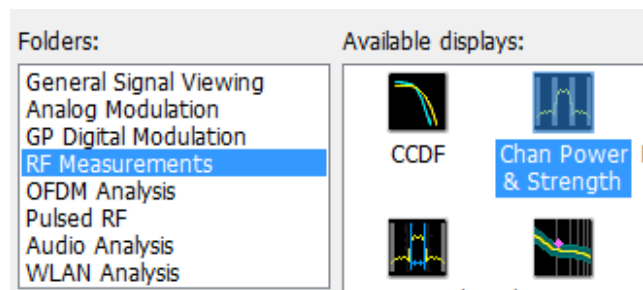 Folders:
Available displays:
General Signal Viewing
Analog Modulation
GP Digital Modulation
RF Measurements
OFDM Analysis
Pulsed RF
Audio Analysis
WLAN Analysis
CCDF
Chan Power
& Strength